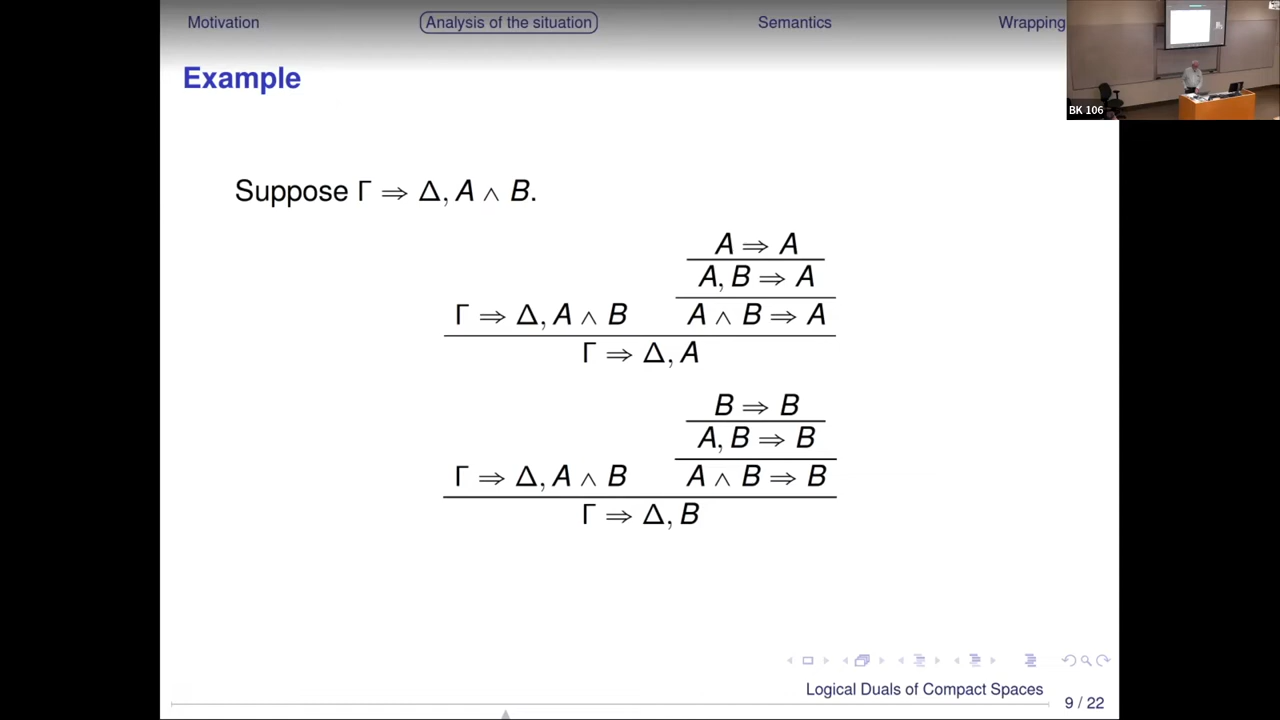 Motivation Analysis of the situation Semantics Wrapping
BK 106
Example
Suppose Γ ⇒ Δ, A ∧ B.
A ⇒ A
A, B ⇒ A
Γ ⇒ Δ, A ∧ B A ∧ B ⇒ A
Γ ⇒ Δ, A
B ⇒ B
A, B ⇒ B
Γ ⇒ Δ, A ∧ B A ∧ B ⇒ B
Γ ⇒ Δ, B
Logical Duals of Compact Spaces
9 / 22